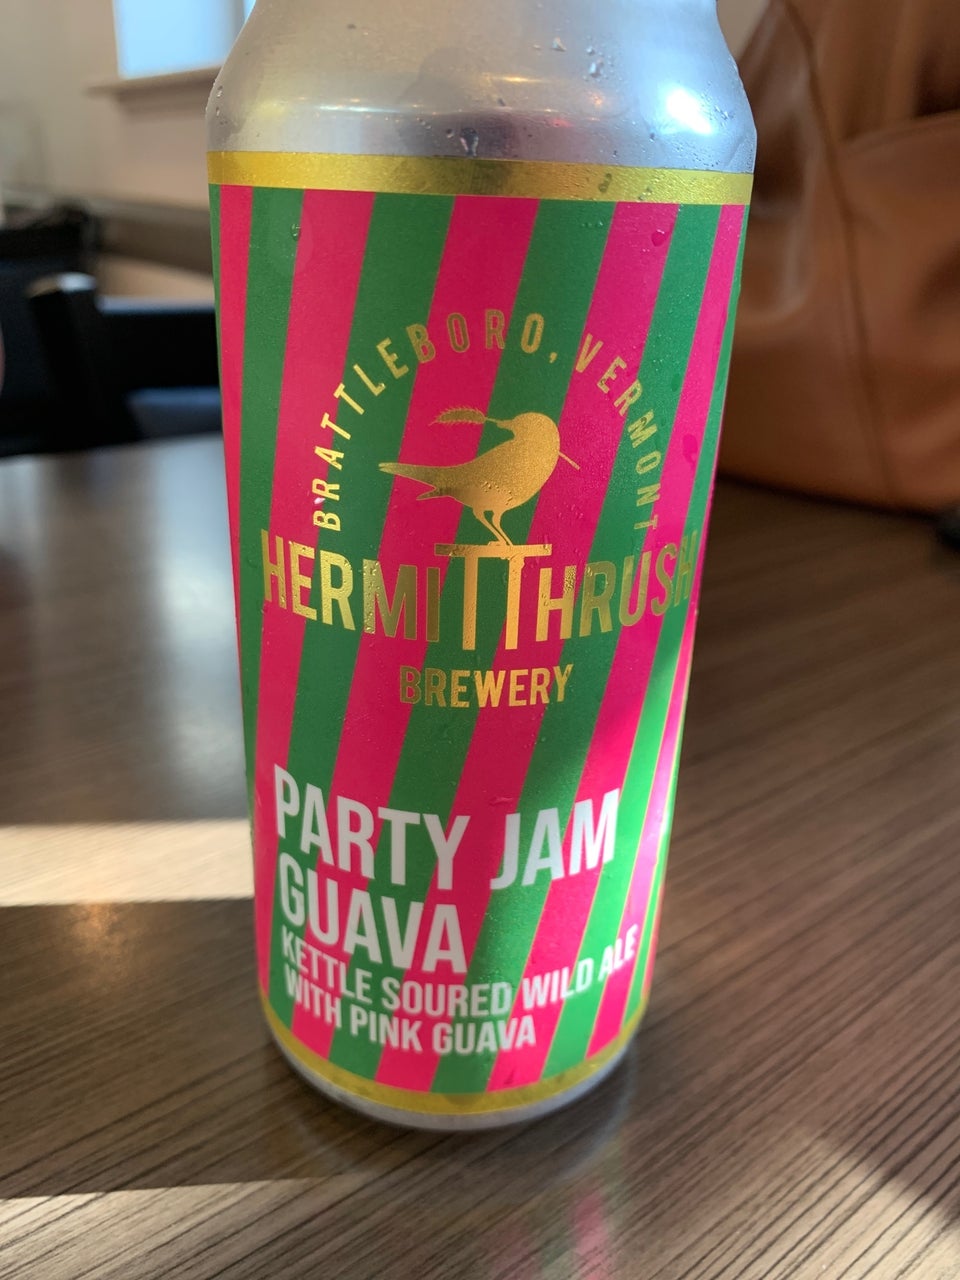 BRATTLEBORO, VERMONT
HERMIT THRUSH
BREWERY
PARTY JAM
GUAVA
KETTLE SOURED WILD ALE
WITH PINK GUAVA